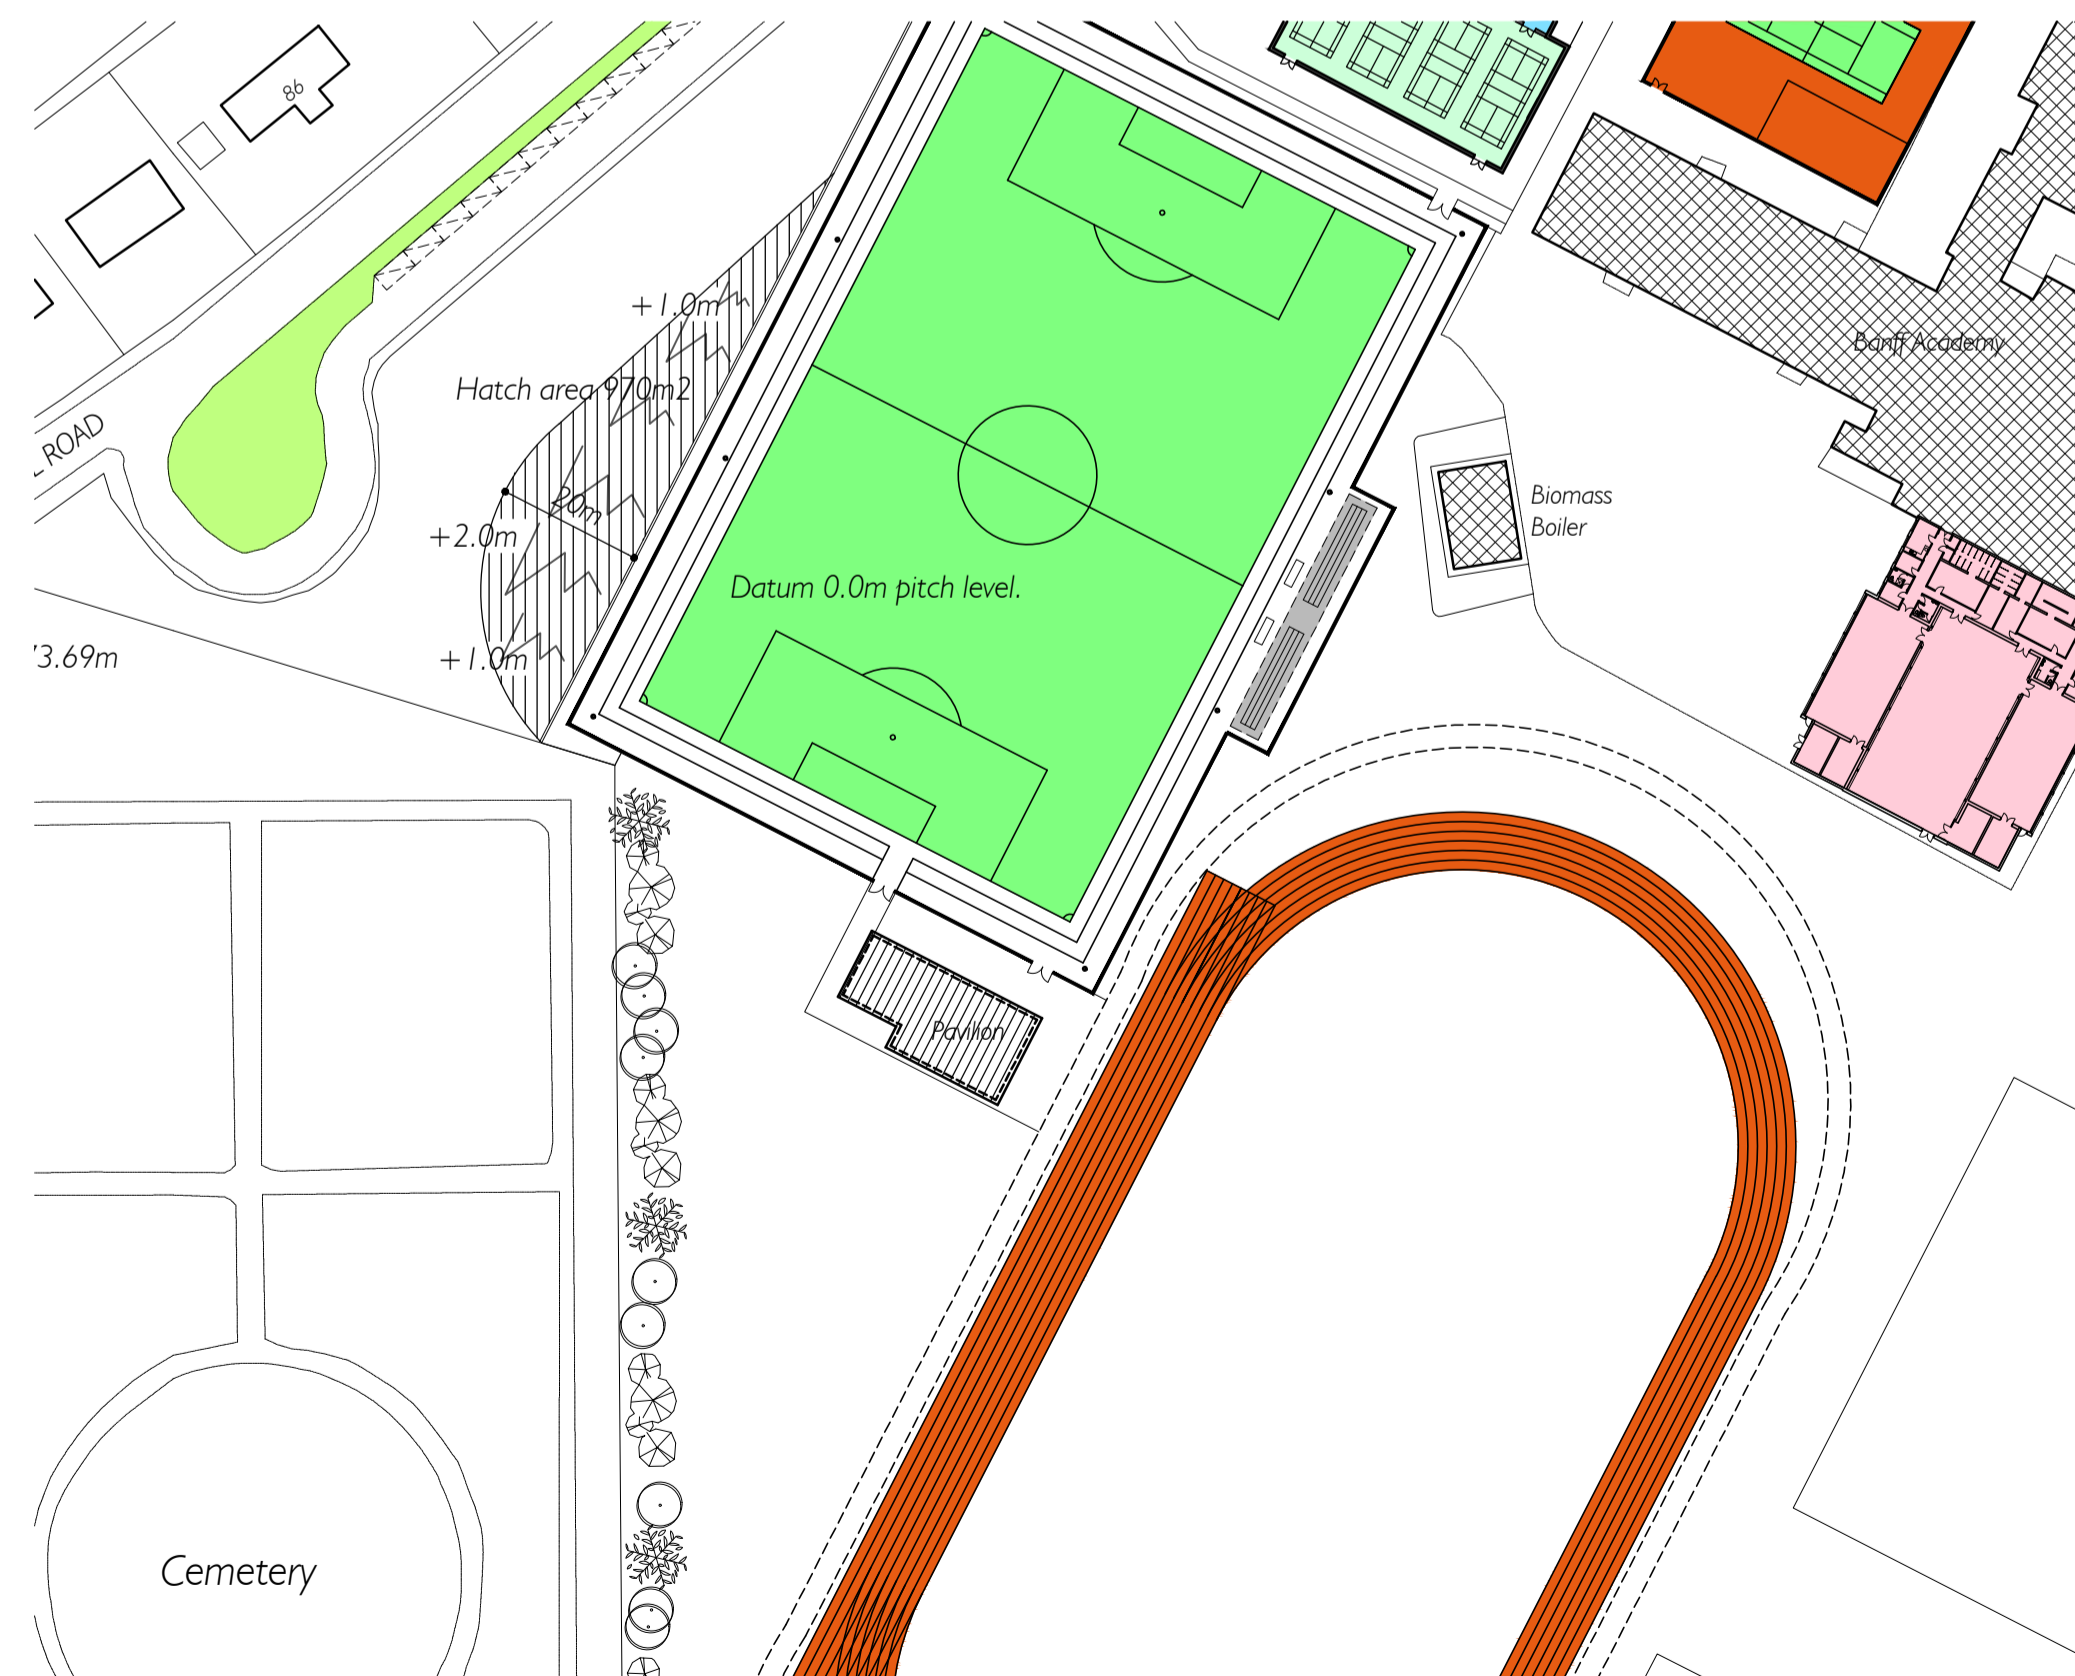 86
+1.0m
Banff Academy
Hatch area 970m2
ROAD
20m
Biomass
Boiler
+2.0m
Datum 0.0m pitch level.
3.69m
+1.0m
Pavilion
Cemetery